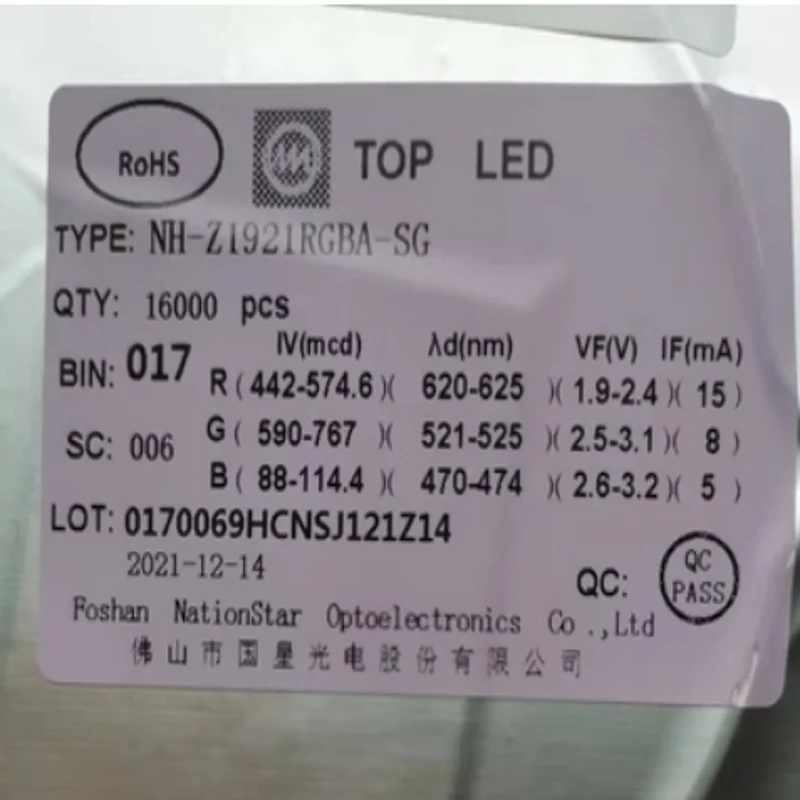 RoHS TOP LED
TYPE: NH-Z1921RGBA-SG
QTY: 16000 pcs
IV(mcd) λd(nm) VF(V) IF(mA)
BIN: 017 R ( 442-574.6 )( 620-625 )( 1.9-2.4 )( 15 )
G ( 590-767 )( 521-525 )( 2.5-3.1 )( 8 )
SC: 006
B ( 88-114.4 )( 470-474 )( 2.6-3.2 )( 5 )
LOT: 0170069HCNSJ121Z14
2021-12-14
QC: QC PASS
Foshan NationStar Optoelectronics Co .,Ltd
佛山市国星光电股份有限公司